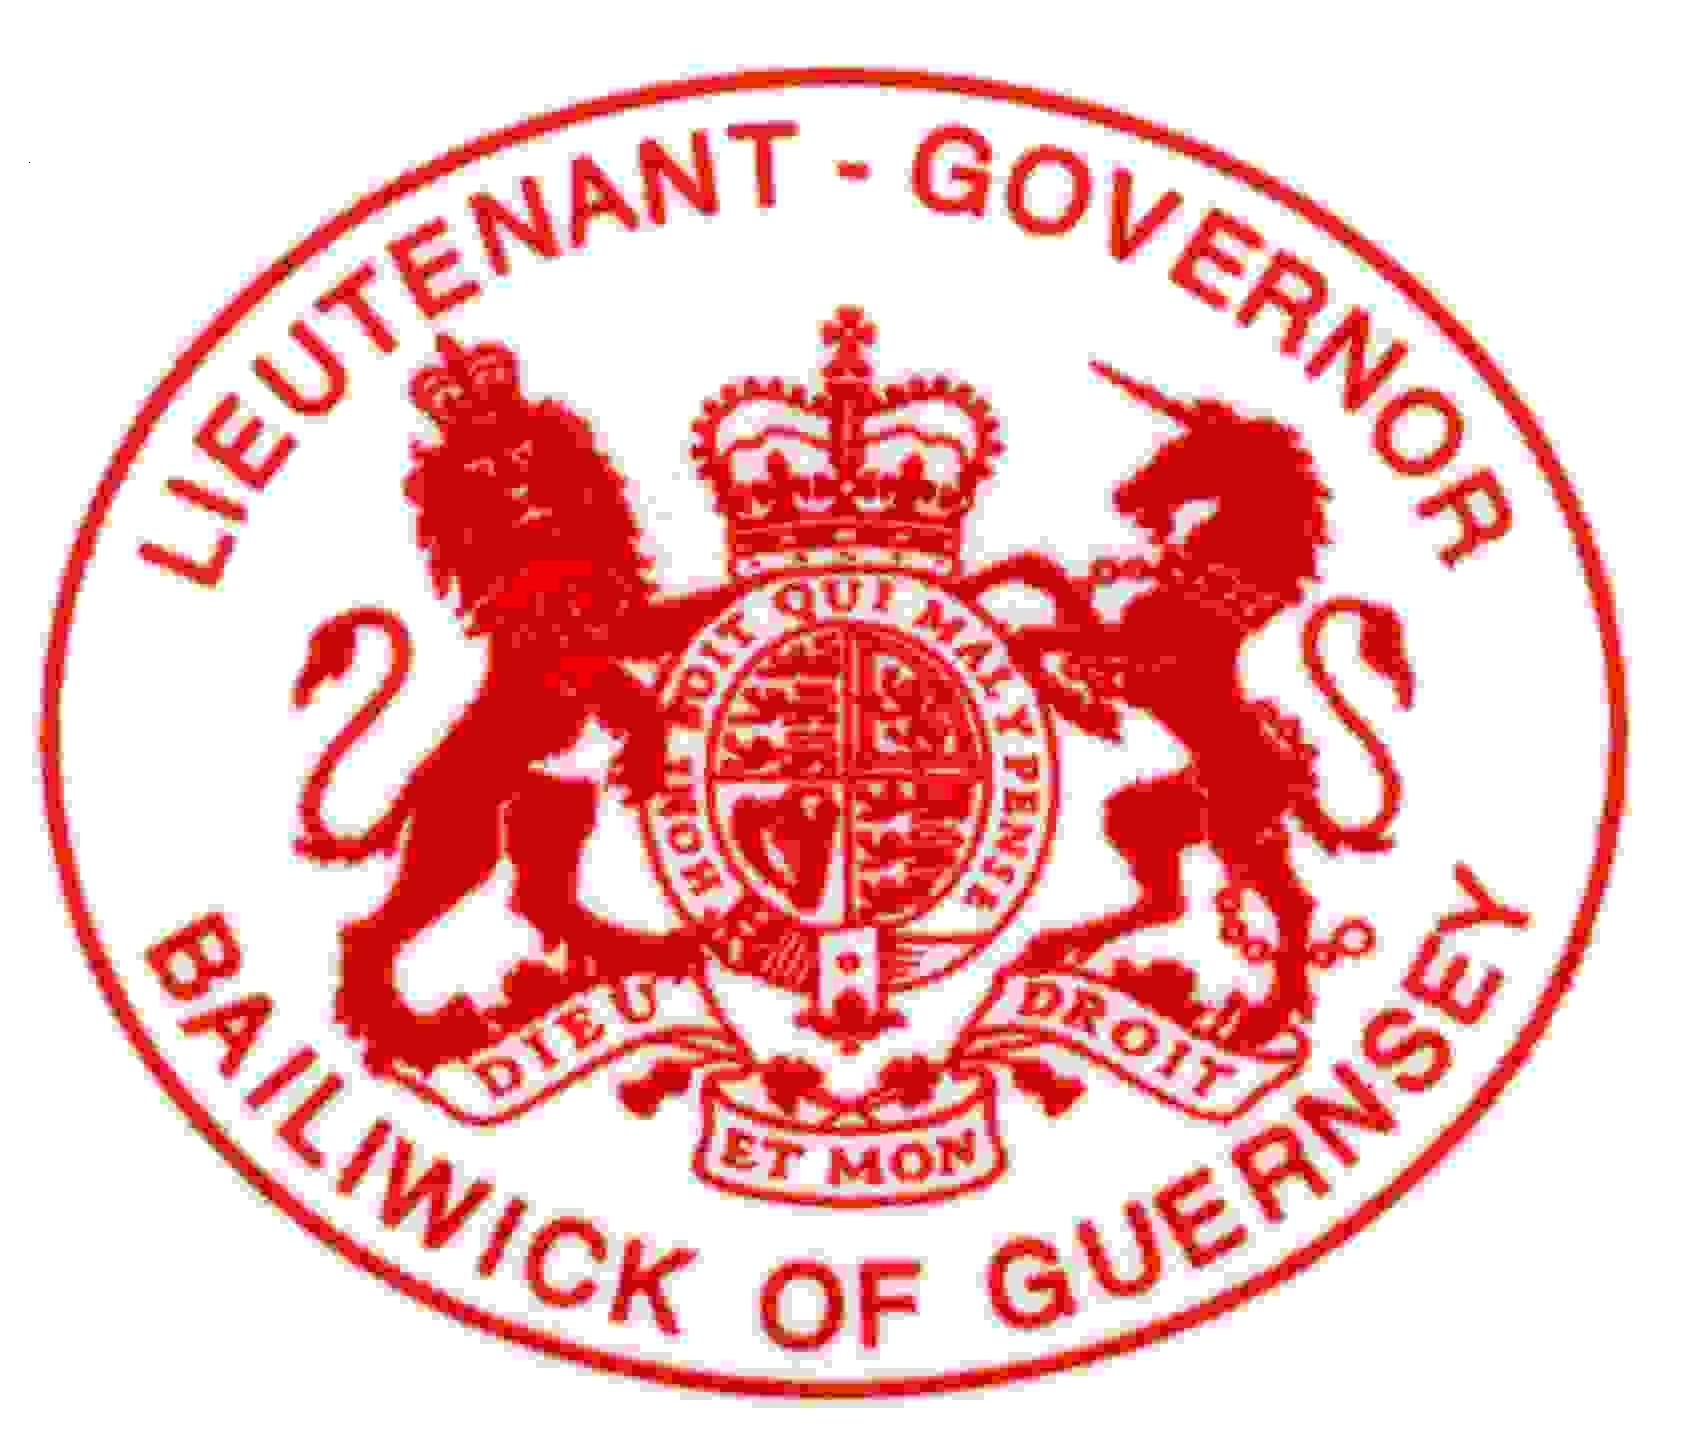 LIEUTENANT - GOVERNOR
HONI SOIT QUI MAL Y PENSE
DIEU
ET MON
DROIT
BAILIWICK OF GUERNSEY